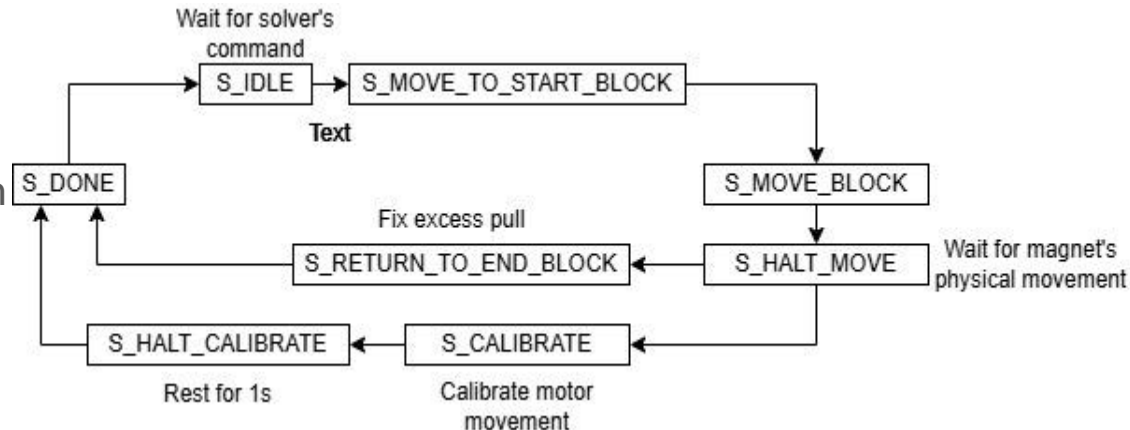 Wait for solver's
command
S_IDLE
S_MOVE_TO_START_BLOCK
Text
n
S_DONE
S_MOVE_BLOCK
Fix excess pull
S_RETURN_TO_END_BLOCK
S_HALT_MOVE
Wait for magnet's
physical movement
S_HALT_CALIBRATE
S_CALIBRATE
Rest for 1s
Calibrate motor
movement